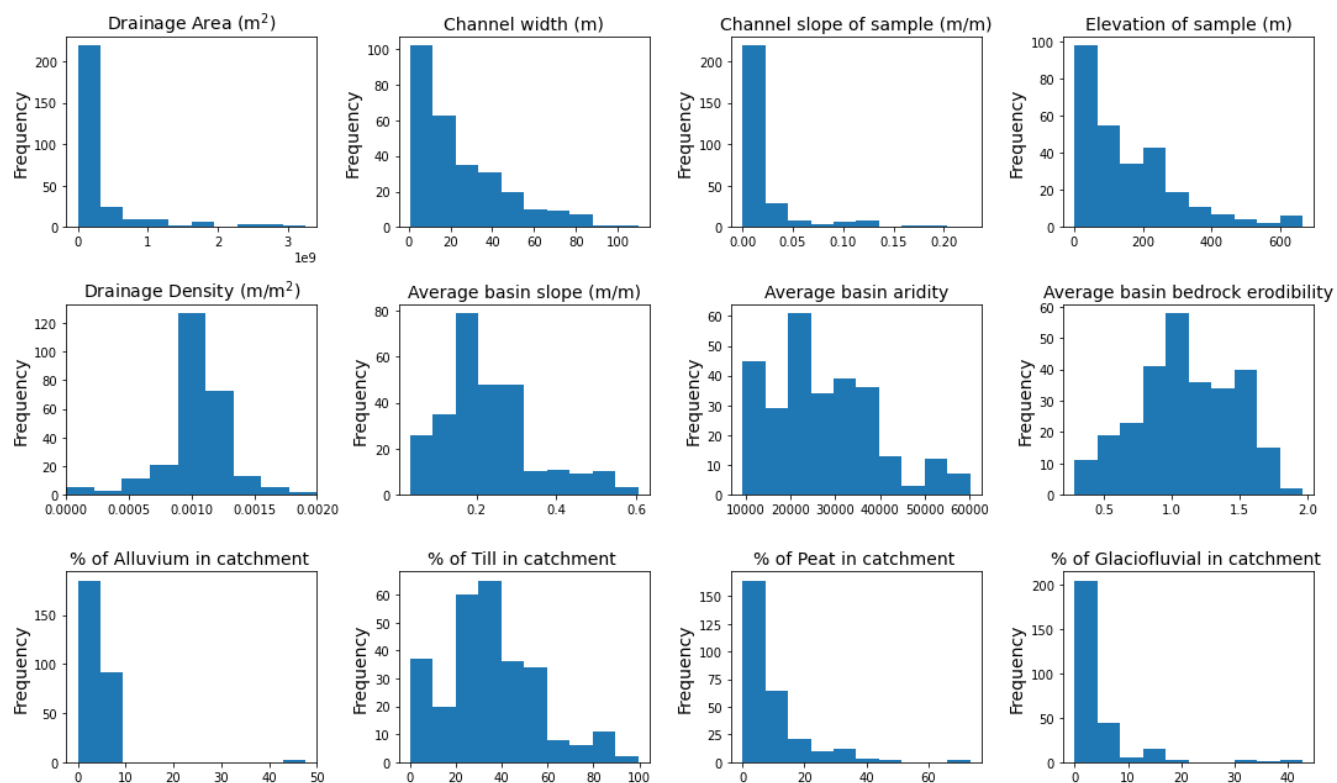 Drainage Area (m²)
Frequency
200
150
100
50
0
0 1 2 3
1e9
Channel width (m)
Frequency
100
80
60
40
20
0
0 20 40 60 80 100
Channel slope of sample (m/m)
Frequency
200
150
100
50
0
0.00 0.05 0.10 0.15 0.20
Elevation of sample (m)
Frequency
100
80
60
40
20
0
0 200 400 600
Drainage Density (m/m²)
Frequency
120
100
80
60
40
20
0
0.0000 0.0005 0.0010 0.0015 0.0020
Average basin slope (m/m)
Frequency
80
60
40
20
0
0.2 0.4 0.6
Average basin aridity
Frequency
60
50
40
30
20
10
0
10000 20000 30000 40000 50000 60000
Average basin bedrock erodibility
Frequency
60
50
40
30
20
10
0
0.5 1.0 1.5 2.0
% of Alluvium in catchment
Frequency
150
100
50
0
0 10 20 30 40 50
% of Till in catchment
Frequency
60
50
40
30
20
10
0
0 20 40 60 80 100
% of Peat in catchment
Frequency
150
125
100
75
50
25
0
0 20 40 60
% of Glaciofluvial in catchment
Frequency
200
150
100
50
0
0 10 20 30 40